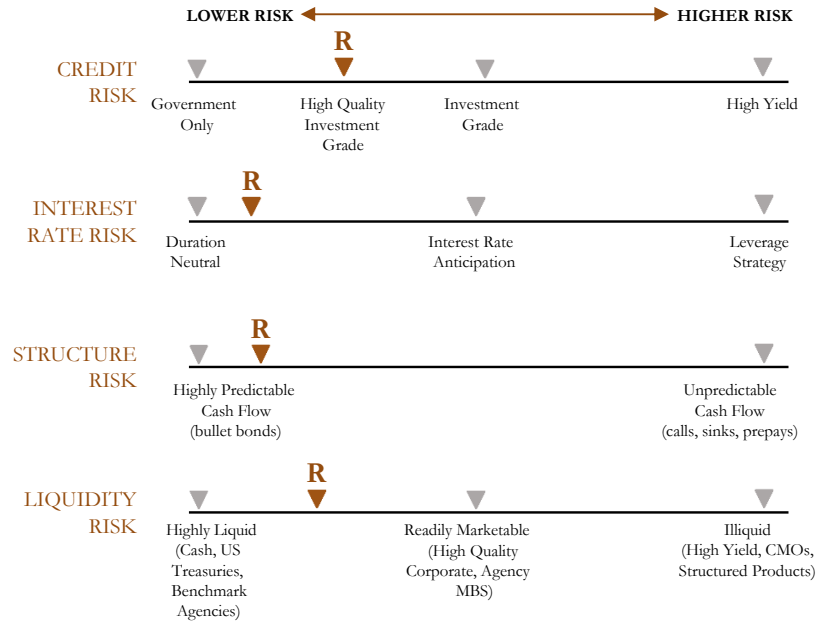 LOWER RISK
HIGHER RISK
R
CREDIT
RISK
Government
Only
High Quality
Investment
Grade
Investment
Grade
High Yield
R
INTEREST
RATE RISK
Duration
Neutral
Interest Rate
Anticipation
Leverage
Strategy
R
STRUCTURE
RISK
Highly Predictable
Cash Flow
(bullet bonds)
Unpredictable
Cash Flow
(calls, sinks, prepays)
R
LIQUIDITY
RISK
Highly Liquid
(Cash, US
Treasuries,
Benchmark
Agencies)
Readily Marketable
(High Quality
Corporate, Agency
MBS)
Illiquid
(High Yield, CMOs,
Structured Products)